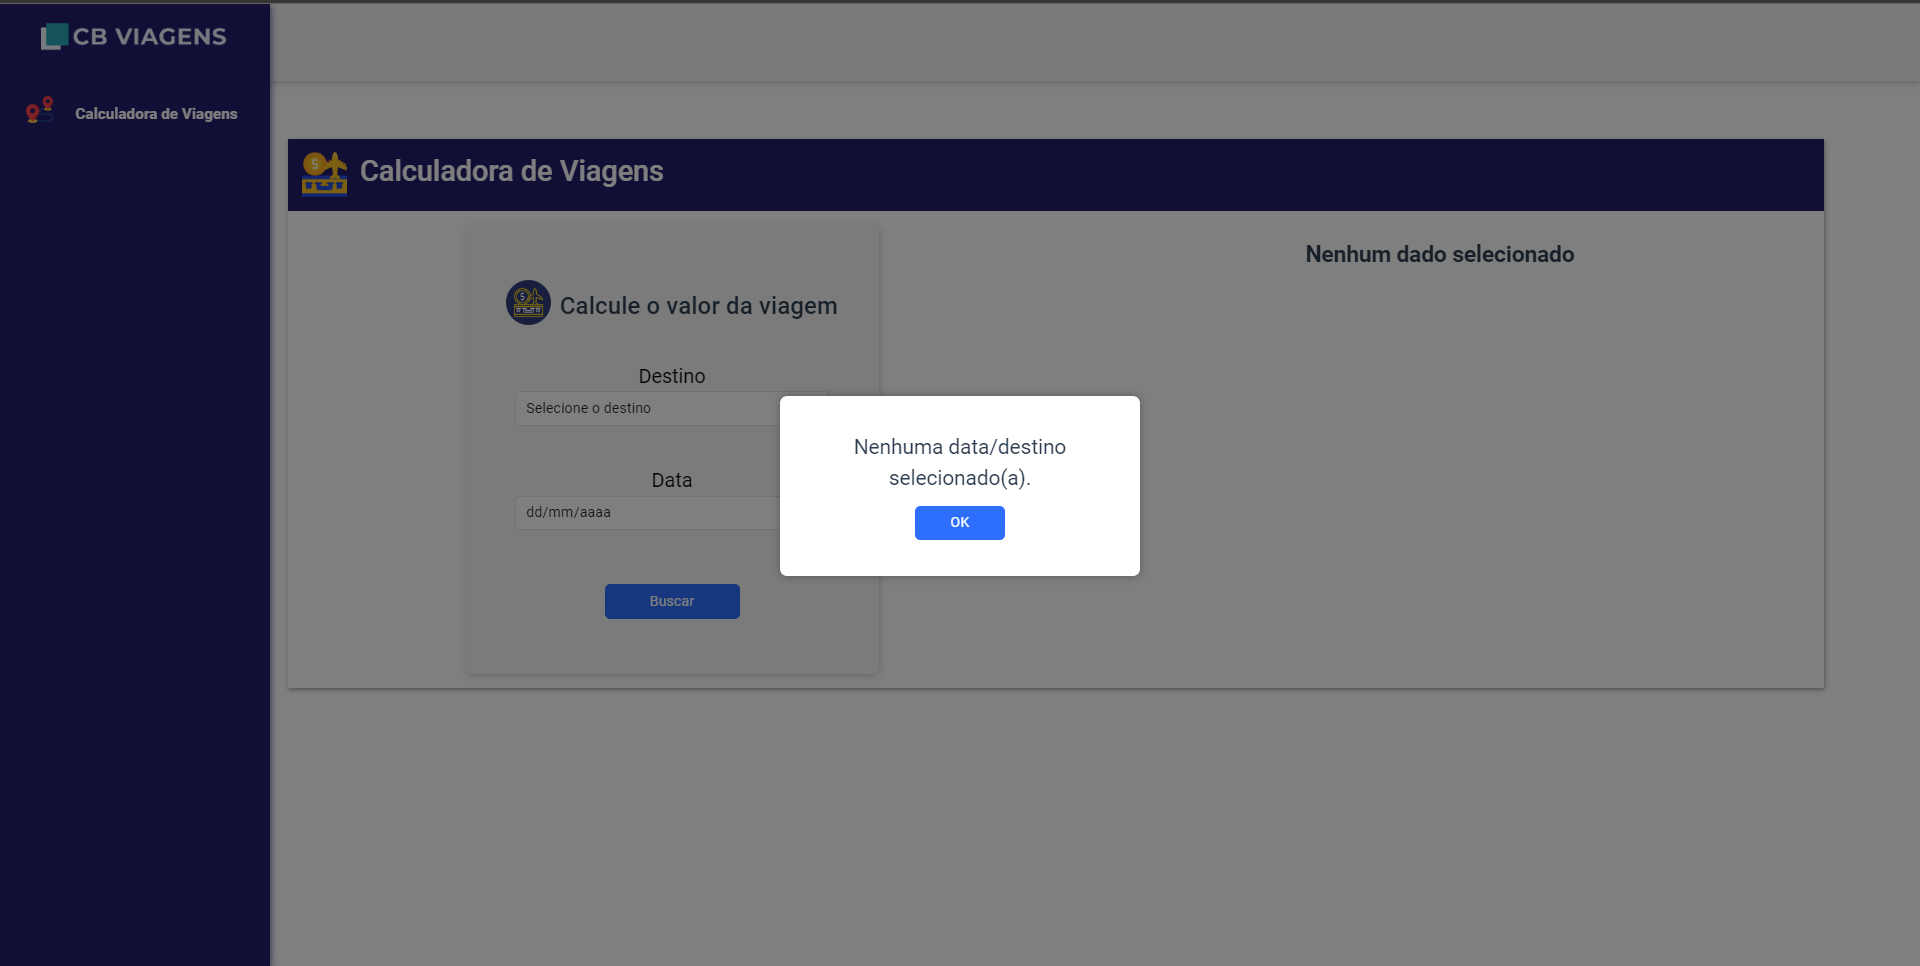 CB VIAGENS
Calculadora de Viagens
Calculadora de Viagens
Calcule o valor da viagem
Destino
Selecione o destino
Data
dd/mm/aaaa
Buscar
Nenhum dado selecionado
Nenhuma data/destino
selecionado(a).
OK